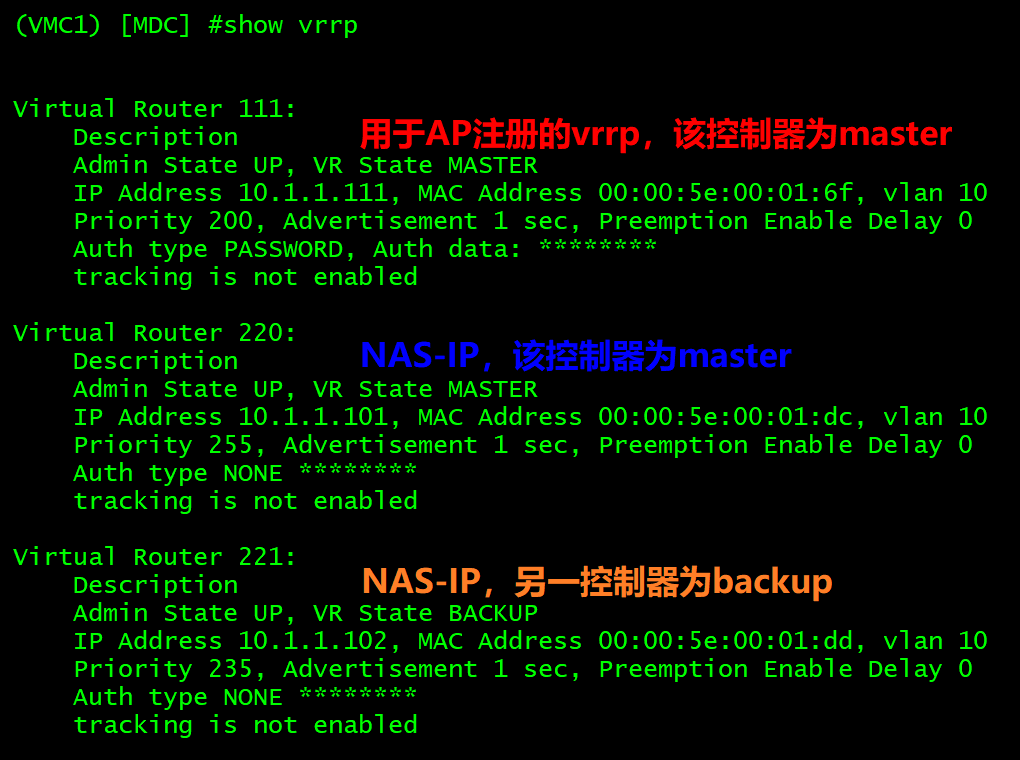 (VMC1) [MDC] #show vrrp
Virtual Router 111:
Description
用于AP注册的vrrp，该控制器为master
Admin State UP, VR State MASTER
IP Address 10.1.1.111, MAC Address 00:00:5e:00:01:6f, vlan 10
Priority 200, Advertisement 1 sec, Preemption Enable Delay 0
Auth type PASSWORD, Auth data: ********
tracking is not enabled
Virtual Router 220:
Description
NAS-IP，该控制器为master
Admin State UP, VR State MASTER
IP Address 10.1.1.101, MAC Address 00:00:5e:00:01:dc, vlan 10
Priority 255, Advertisement 1 sec, Preemption Enable Delay 0
Auth type NONE ********
tracking is not enabled
Virtual Router 221:
Description
NAS-IP，另一控制器为backup
Admin State UP, VR State BACKUP
IP Address 10.1.1.102, MAC Address 00:00:5e:00:01:dd, vlan 10
Priority 235, Advertisement 1 sec, Preemption Enable Delay 0
Auth type NONE ********
tracking is not enabled